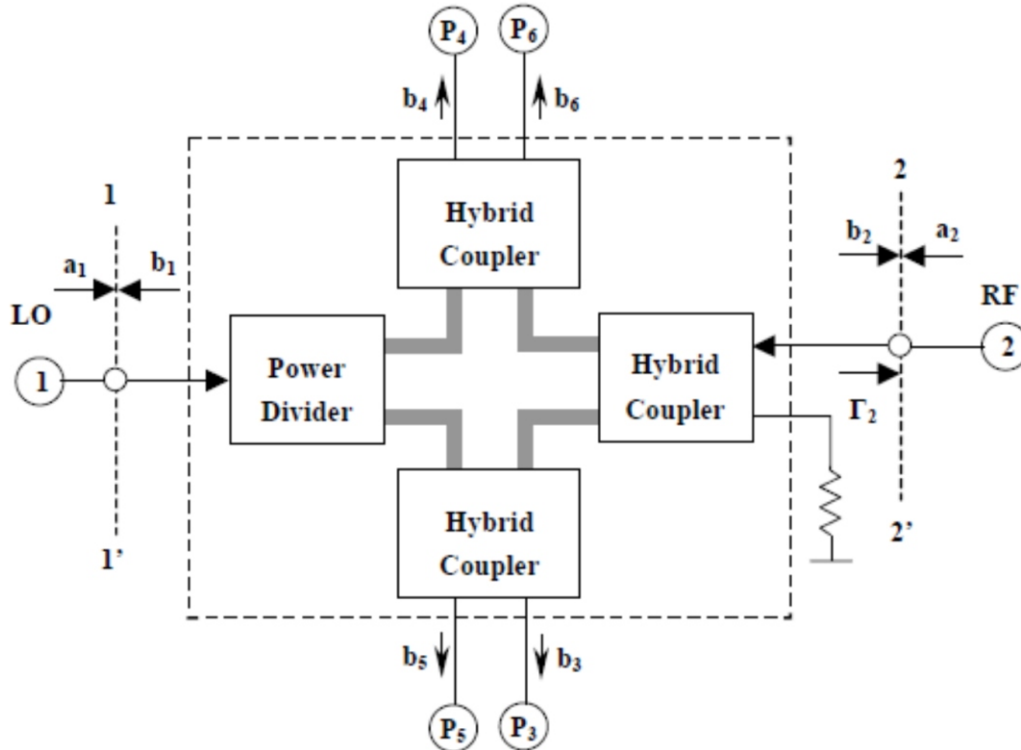 P₄ P₆
b₄ b₆
1 2
Hybrid
Coupler
a₁ b₁
b₂ a₂
LO
RF
1
Power
Divider
Hybrid
Coupler
2
Γ₂
Hybrid
Coupler
1’
2’
b₅ b₃
P₅ P₃